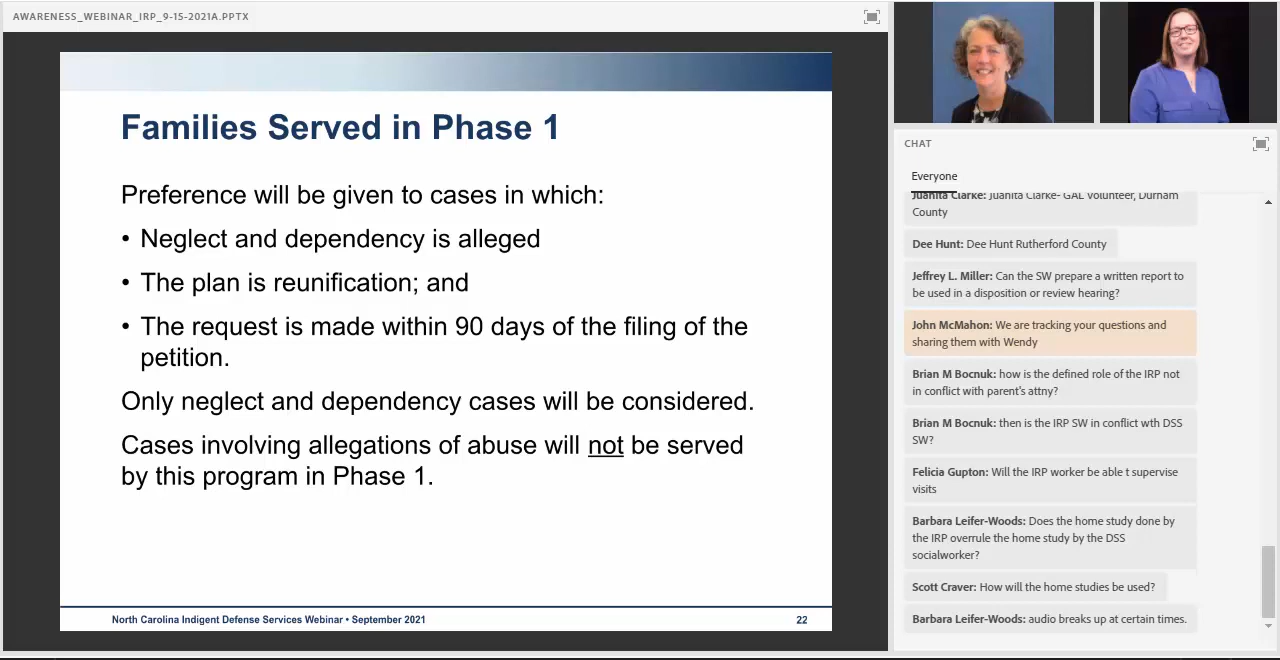 AWARENESS_WEBINAR_IRP_9-15-2021A.PPTX
Families Served in Phase 1
Preference will be given to cases in which:
• Neglect and dependency is alleged
• The plan is reunification; and
• The request is made within 90 days of the filing of the
petition.
Only neglect and dependency cases will be considered.
Cases involving allegations of abuse will not be served
by this program in Phase 1.
North Carolina Indigent Defense Services Webinar • September 2021
22
CHAT
Everyone
Juanita Clarke: Juanita Clarke- GAL Volunteer, Durham
County
Dee Hunt: Dee Hunt Rutherford County
Jeffrey L. Miller: Can the SW prepare a written report to
be used in a disposition or review hearing?
John McMahon: We are tracking your questions and
sharing them with Wendy
Brian M Bocnuk: how is the defined role of the IRP not
in conflict with parent's attny?
Brian M Bocnuk: then is the IRP SW in conflict wth DSS
SW?
Felicia Gupton: Will the IRP worker be able t supervise
visits
Barbara Leifer-Woods: Does the home study done by
the IRP overrule the home study by the DSS
socialworker?
Scott Craver: How will the home studies be used?
Barbara Leifer-Woods: audio breaks up at certain times.